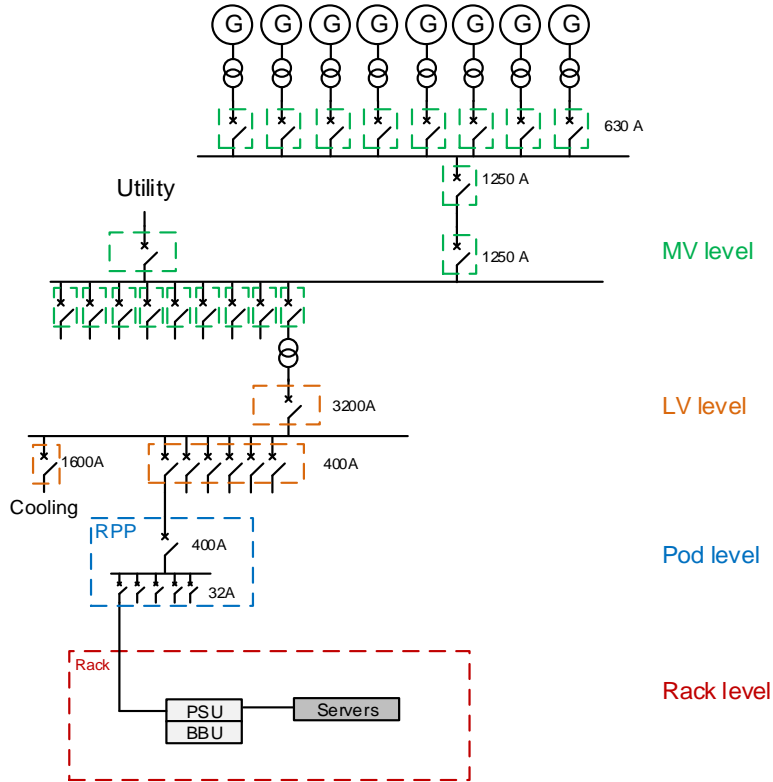 G G G G G G G G
630 A
1250 A
Utility
1250 A
MV level
3200A
LV level
1600A
400A
Cooling
RPP
400A
Pod level
32A
Rack
Rack level
PSU
Servers
BBU